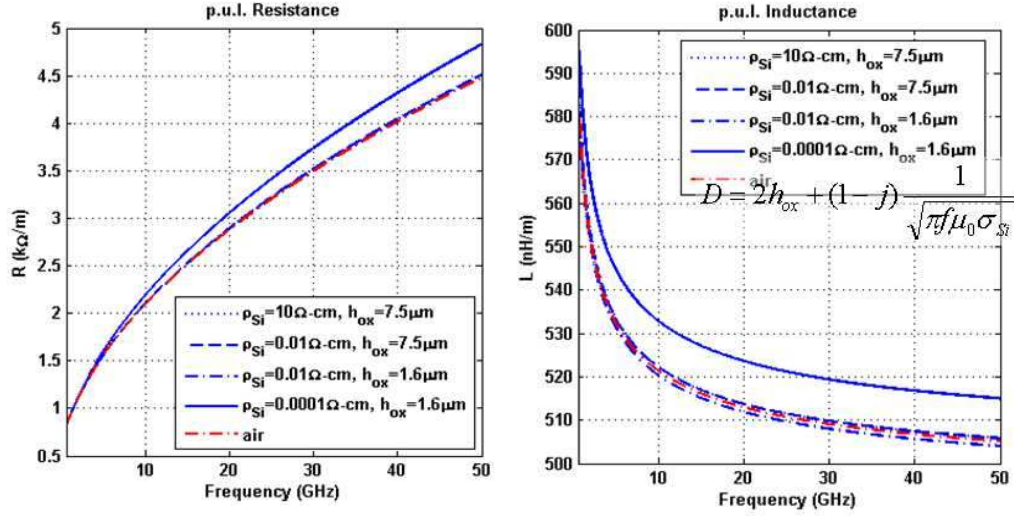 p.u.l. Resistance
5
4.5
4
3.5
3
2.5
2
1.5
1
0.5
R (kΩ/m)
ρSi=10Ω-cm, hox=7.5μm
ρSi=0.01Ω-cm, hox=7.5μm
ρSi=0.01Ω-cm, hox=1.6μm
ρSi=0.0001Ω-cm, hox=1.6μm
air
10 20 30 40 50
Frequency (GHz)
p.u.l. Inductance
600
590
580
570
560
550
540
530
520
510
500
L (nH/m)
ρSi=10Ω-cm, hox=7.5μm
ρSi=0.01Ω-cm, hox=7.5μm
ρSi=0.01Ω-cm, hox=1.6μm
ρSi=0.0001Ω-cm, hox=1.6μm
air
D = 2hox + (1 − j) 1 / √πfμ0σSi
10 20 30 40 50
Frequency (GHz)